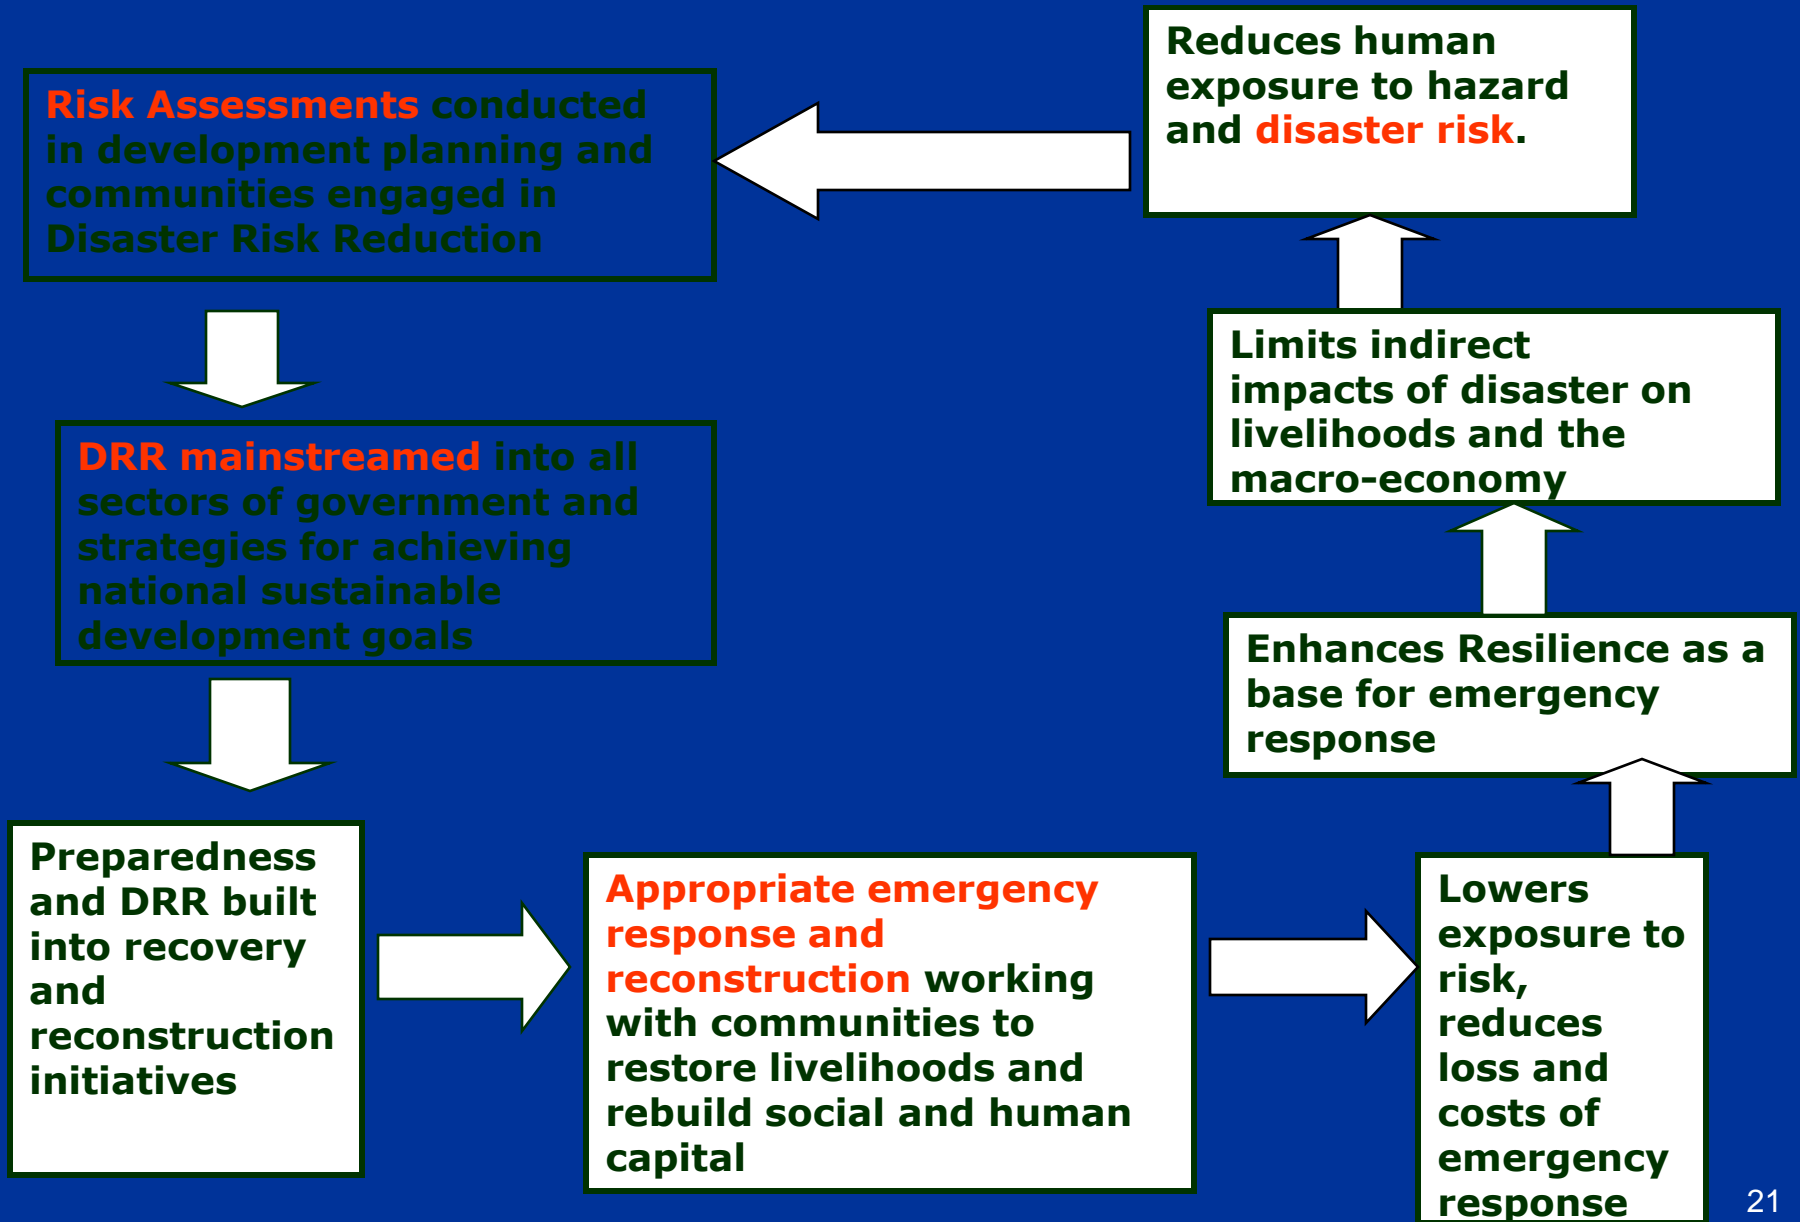 Risk Assessments conducted
in development planning and
communities engaged in
Disaster Risk Reduction
DRR mainstreamed into all
sectors of government and
strategies for achieving
national sustainable
development goals
Preparedness
and DRR built
into recovery
and
reconstruction
initiatives
Appropriate emergency
response and
reconstruction working
with communities to
restore livelihoods and
rebuild social and human
capital
Lowers
exposure to
risk,
reduces
loss and
costs of
emergency
response
Enhances Resilience as a
base for emergency
response
Limits indirect
impacts of disaster on
livelihoods and the
macro-economy
Reduces human
exposure to hazard
and disaster risk.
21